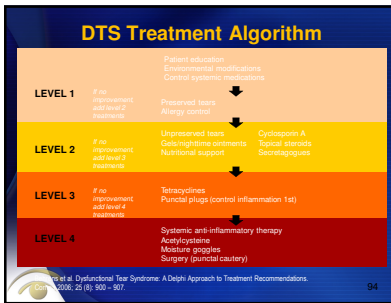 DTS Treatment Algorithm
Patient education
Environmental modifications
Control systemic medications
LEVEL 1
If no
improvement,
add level 2
treatments
Preserved tears
Allergy control
LEVEL 2
If no
improvement,
add level 3
treatments
Unpreserved tears
Gels/nighttime ointments
Nutritional support
Cyclosporin A
Topical steroids
Secretagogues
LEVEL 3
If no
improvement,
add level 4
treatments
Tetracyclines
Punctal plugs (control inflammation 1st)
LEVEL 4
Systemic anti-inflammatory therapy
Acetylcysteine
Moisture goggles
Surgery (punctal cautery)
et al. Dysfunctional Tear Syndrome: A Delphi Approach to Treatment Recommendations.
2006; 25 (8): 900 – 907.
94